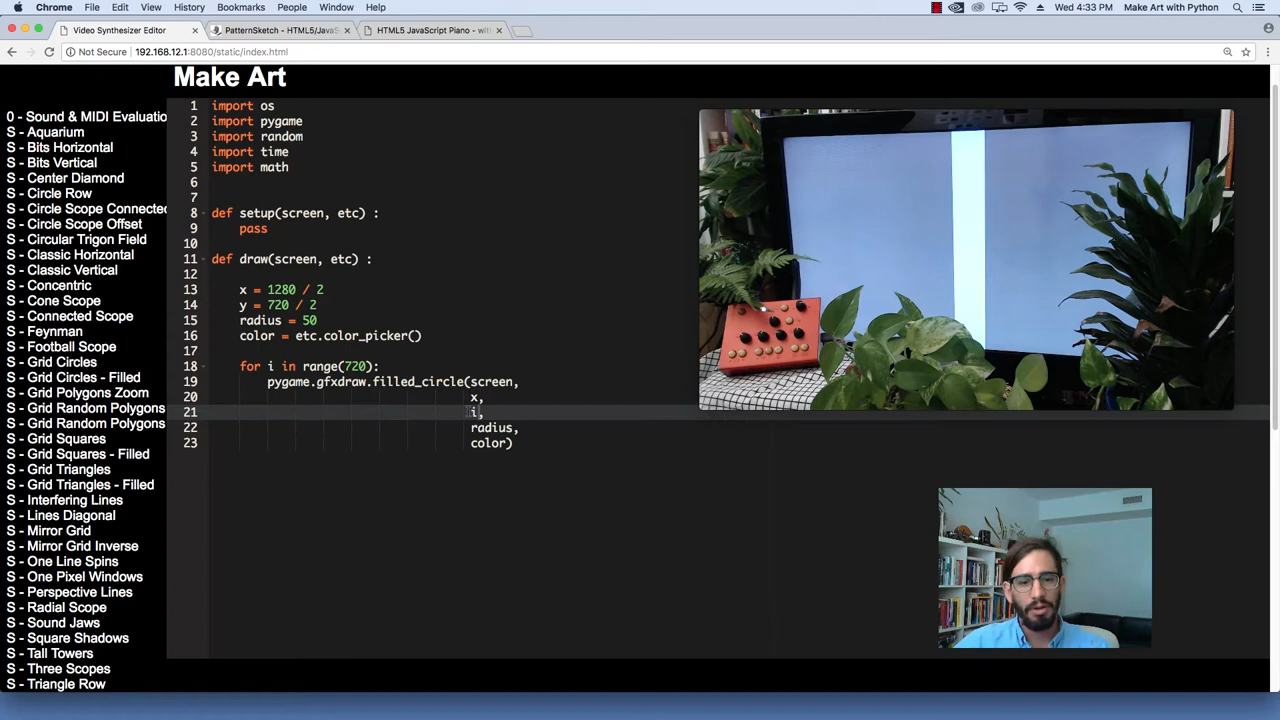 Chrome File Edit View History Bookmarks People Window Help Wed 4:33 PM Make Art with Python
Video Synthesizer Editor PatternSketch - HTML5/JavaS HTML5 JavaScript Piano - wit
Not Secure 192.168.12.1:8080/static/index.html
Make Art
0 - Sound & MIDI Evaluatio
S - Aquarium
S - Bits Horizontal
S - Bits Vertical
S - Center Diamond
S - Circle Row
S - Circle Scope Connected
S - Circle Scope Offset
S - Circular Trigon Field
S - Classic Horizontal
S - Classic Vertical
S - Concentric
S - Cone Scope
S - Connected Scope
S - Feynman
S - Football Scope
S - Grid Circles
S - Grid Circles - Filled
S - Grid Polygons Zoom
S - Grid Random Polygons
S - Grid Random Polygons
S - Grid Squares
S - Grid Squares - Filled
S - Grid Triangles
S - Grid Triangles - Filled
S - Interfering Lines
S - Lines Diagonal
S - Mirror Grid
S - Mirror Grid Inverse
S - One Line Spins
S - One Pixel Windows
S - Perspective Lines
S - Radial Scope
S - Sound Jaws
S - Square Shadows
S - Tall Towers
S - Three Scopes
S - Triangle Row
1 import os
2 import pygame
3 import random
4 import time
5 import math
6
7
8 def setup(screen, etc) :
9 pass
10
11 def draw(screen, etc) :
12
13 x = 1280 / 2
14 y = 720 / 2
15 radius = 50
16 color = etc.color_picker()
17
18 for i in range(720):
19 pygame.gfxdraw.filled_circle(screen,
20 x,
21 i,
22 radius,
23 color)